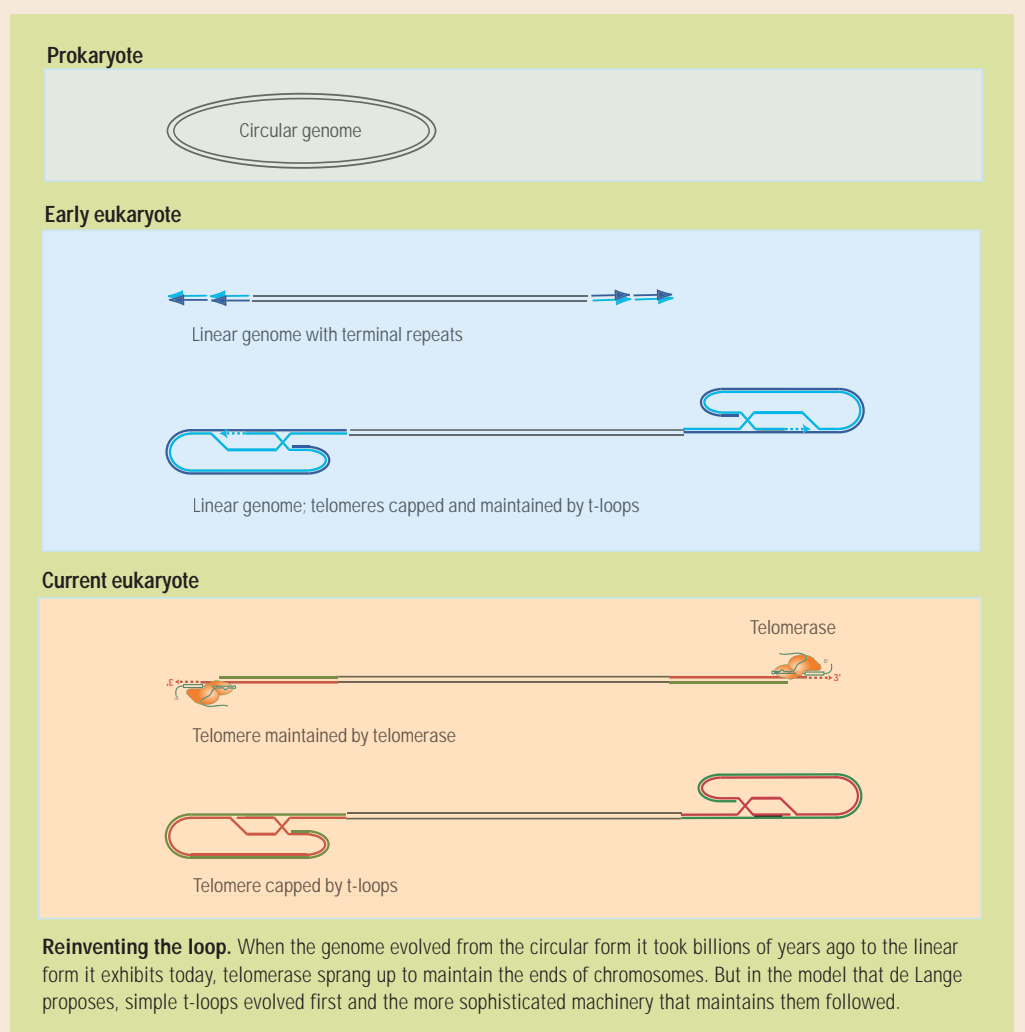 Prokaryote
Circular genome
Early eukaryote
Linear genome with terminal repeats
Linear genome; telomeres capped and maintained by t-loops
Current eukaryote
Telomerase
3'
3'
Telomere maintained by telomerase
Telomere capped by t-loops
Reinventing the loop. When the genome evolved from the circular form it took billions of years ago to the linear
form it exhibits today, telomerase sprang up to maintain the ends of chromosomes. But in the model that de Lange
proposes, simple t-loops evolved first and the more sophisticated machinery that maintains them followed.